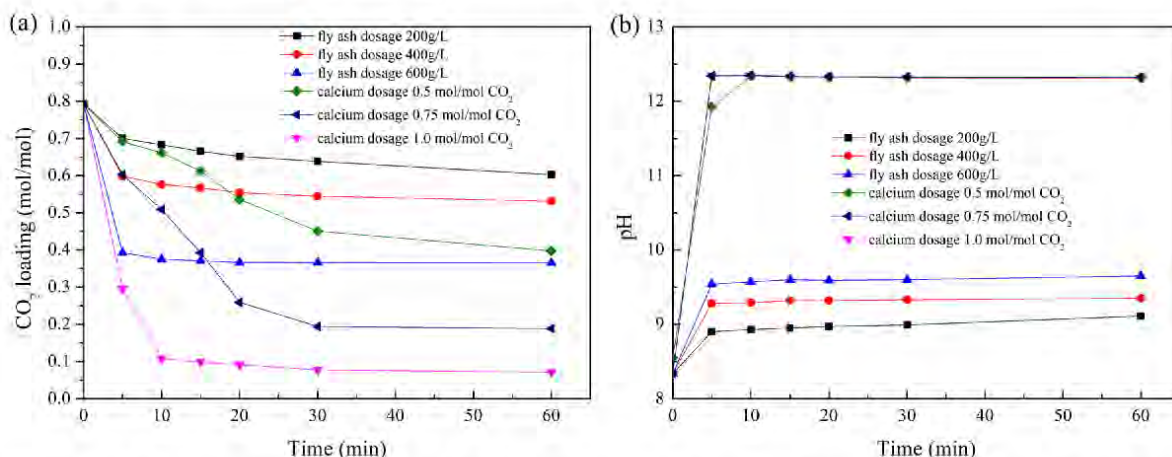 (a)
1.0
0.9
0.8
0.7
0.6
0.5
0.4
0.3
0.2
0.1
0.0
CO₂ loading (mol/mol)
fly ash dosage 200g/L
fly ash dosage 400g/L
fly ash dosage 600g/L
calcium dosage 0.5 mol/mol CO₂
calcium dosage 0.75 mol/mol CO₂
calcium dosage 1.0 mol/mol CO₂
0 10 20 30 40 50 60
Time (min)
(b)
13
12
11
10
9
8
pH
fly ash dosage 200g/L
fly ash dosage 400g/L
fly ash dosage 600g/L
calcium dosage 0.5 mol/mol CO₂
calcium dosage 0.75 mol/mol CO₂
calcium dosage 1.0 mol/mol CO₂
0 10 20 30 40 50 60
Time (min)